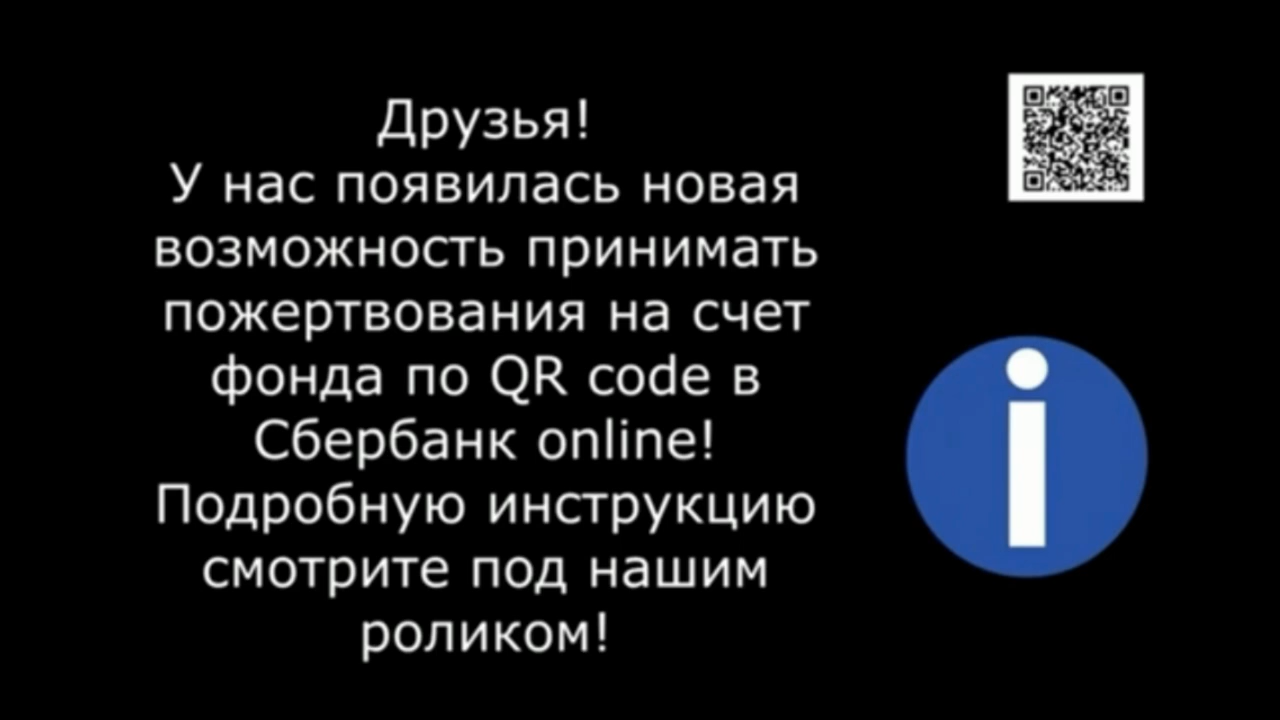 Друзья!
У нас появилась новая
возможность принимать
пожертвования на счет
фонда по QR code в
Сбербанк online!
Подробную инструкцию
смотрите под нашим
роликом!